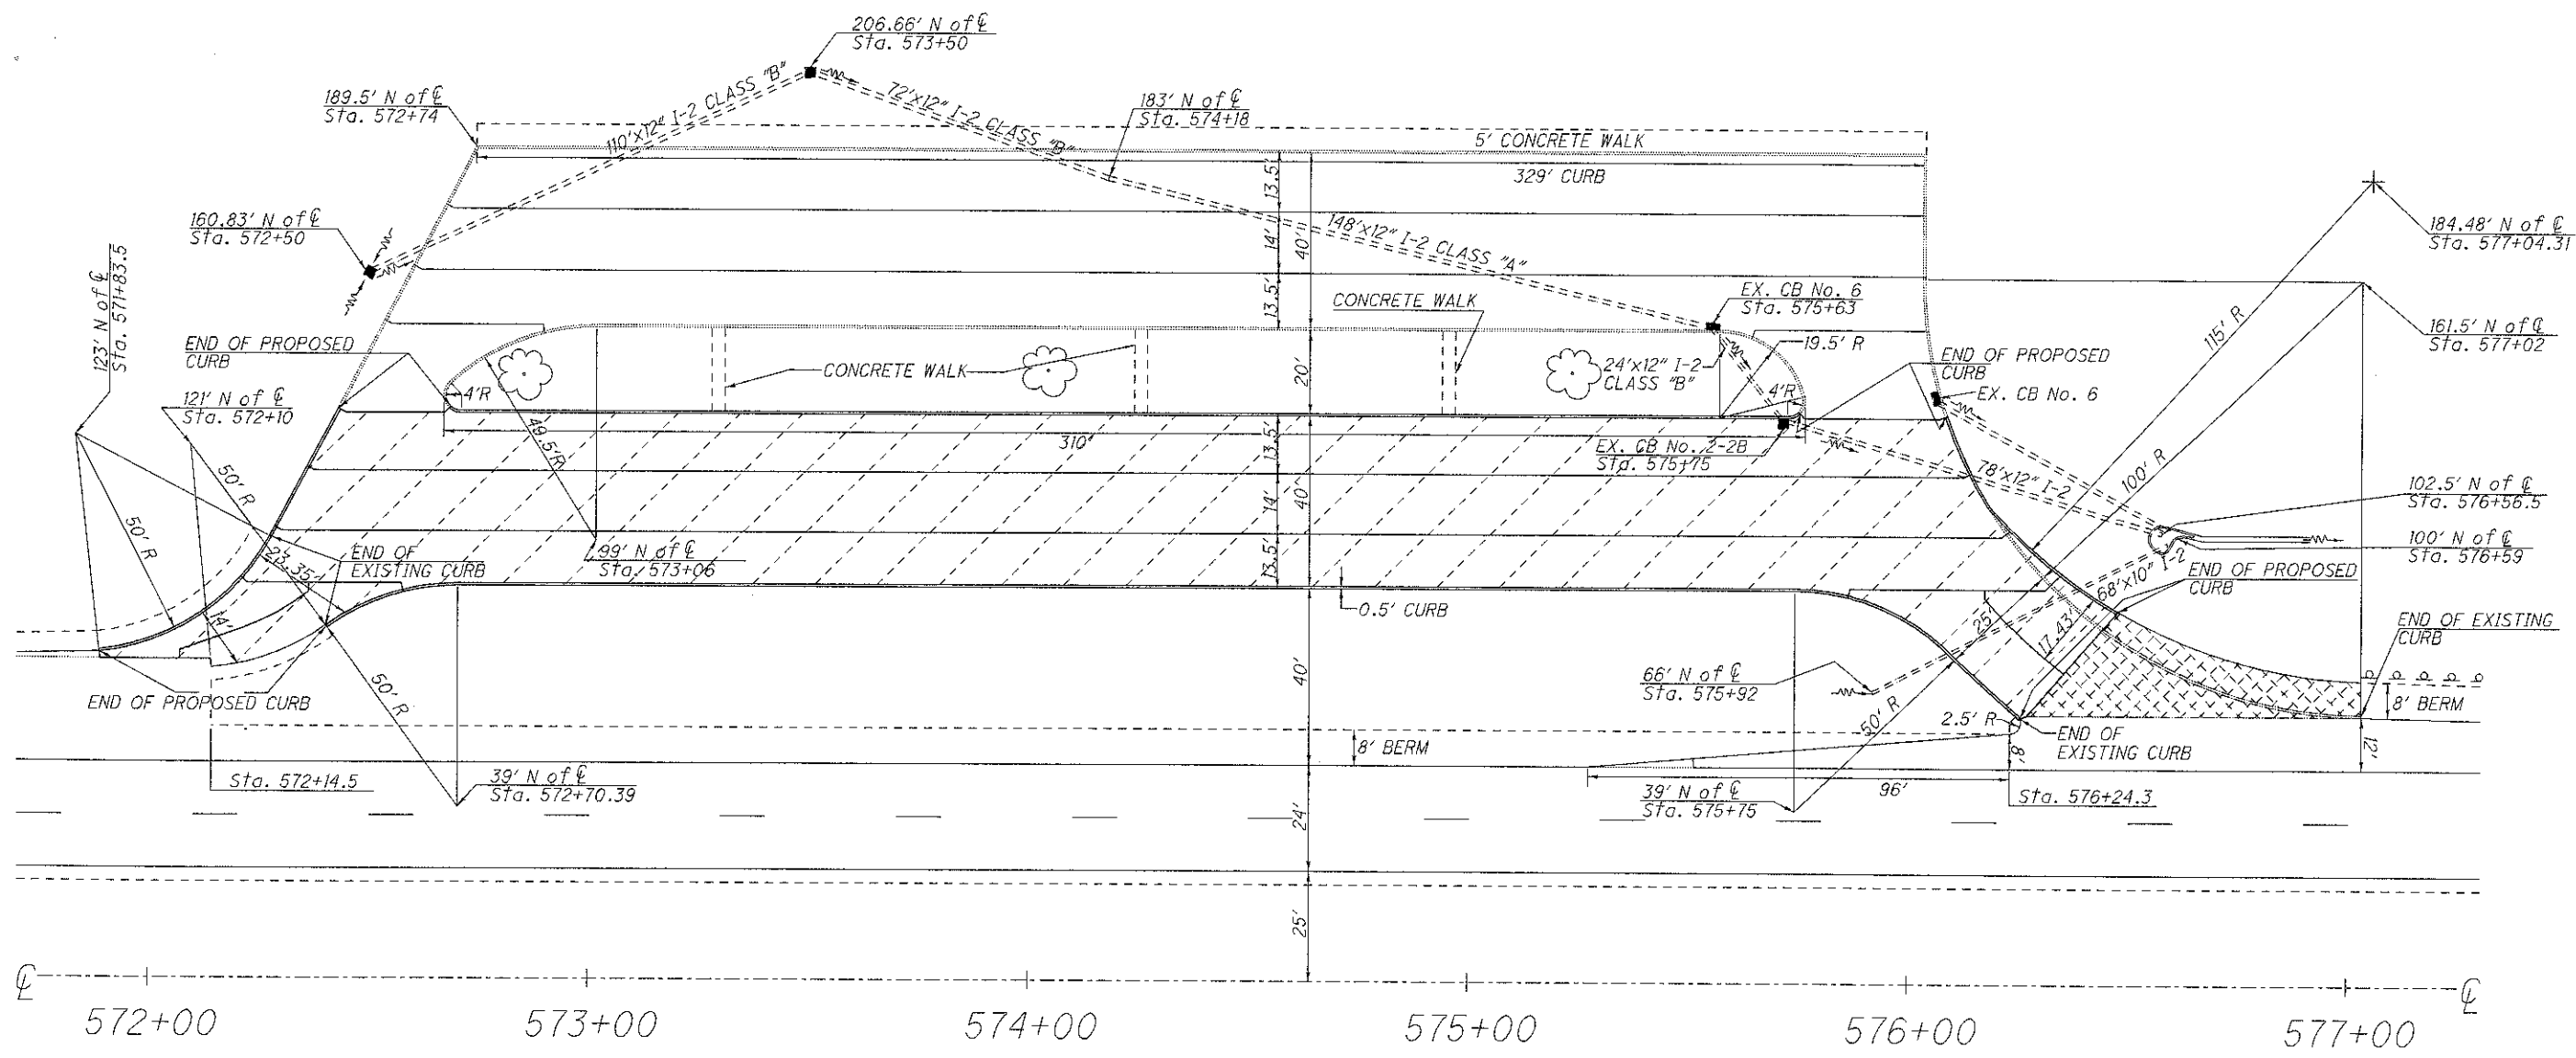 206.66' N of ℄
Sta. 573+50
189.5' N of ℄
Sta. 572+74
110'x12" I-2 CLASS "B"
72'x12" I-2 CLASS "B"
183' N of ℄
Sta. 574+18
5' CONCRETE WALK
329' CURB
13.5'
14'
40'
13.5'
148'x12" I-2 CLASS "A"
160.83' N of ℄
Sta. 572+50
184.48' N of ℄
Sta. 577+04.31
123' N of ℄
Sta. 571+83.5
CONCRETE WALK
EX. CB No. 6
Sta. 575+63
115' R
161.5' N of ℄
Sta. 577+02
END OF PROPOSED
CURB
CONCRETE WALK
20'
24'x12" I-2
CLASS "B"
19.5' R
END OF PROPOSED
CURB
4'R
4'R
EX. CB No. 6
121' N of ℄
Sta. 572+10
49.5'R
310'
13.5'
14'
40'
13.5'
EX. CB No. 2-2B
Sta. 575+75
78'x12" I-2
100' R
102.5' N of ℄
Sta. 576+56.5
50' R
50' R
23.35'
14'
END OF
EXISTING CURB
99' N of ℄
Sta. 573+06
100' N of ℄
Sta. 576+59
0.5' CURB
68'x10" I-2
END OF PROPOSED
CURB
25'
17.43'
END OF EXISTING
CURB
END OF PROPOSED CURB
50' R
40'
66' N of ℄
Sta. 575+92
50' R
2.5' R
8' BERM
8' BERM
END OF
EXISTING CURB
8'
12'
Sta. 572+14.5
39' N of ℄
Sta. 572+70.39
96'
39' N of ℄
Sta. 575+75
Sta. 576+24.3
24'
25'
℄
℄
572+00
573+00
574+00
575+00
576+00
577+00